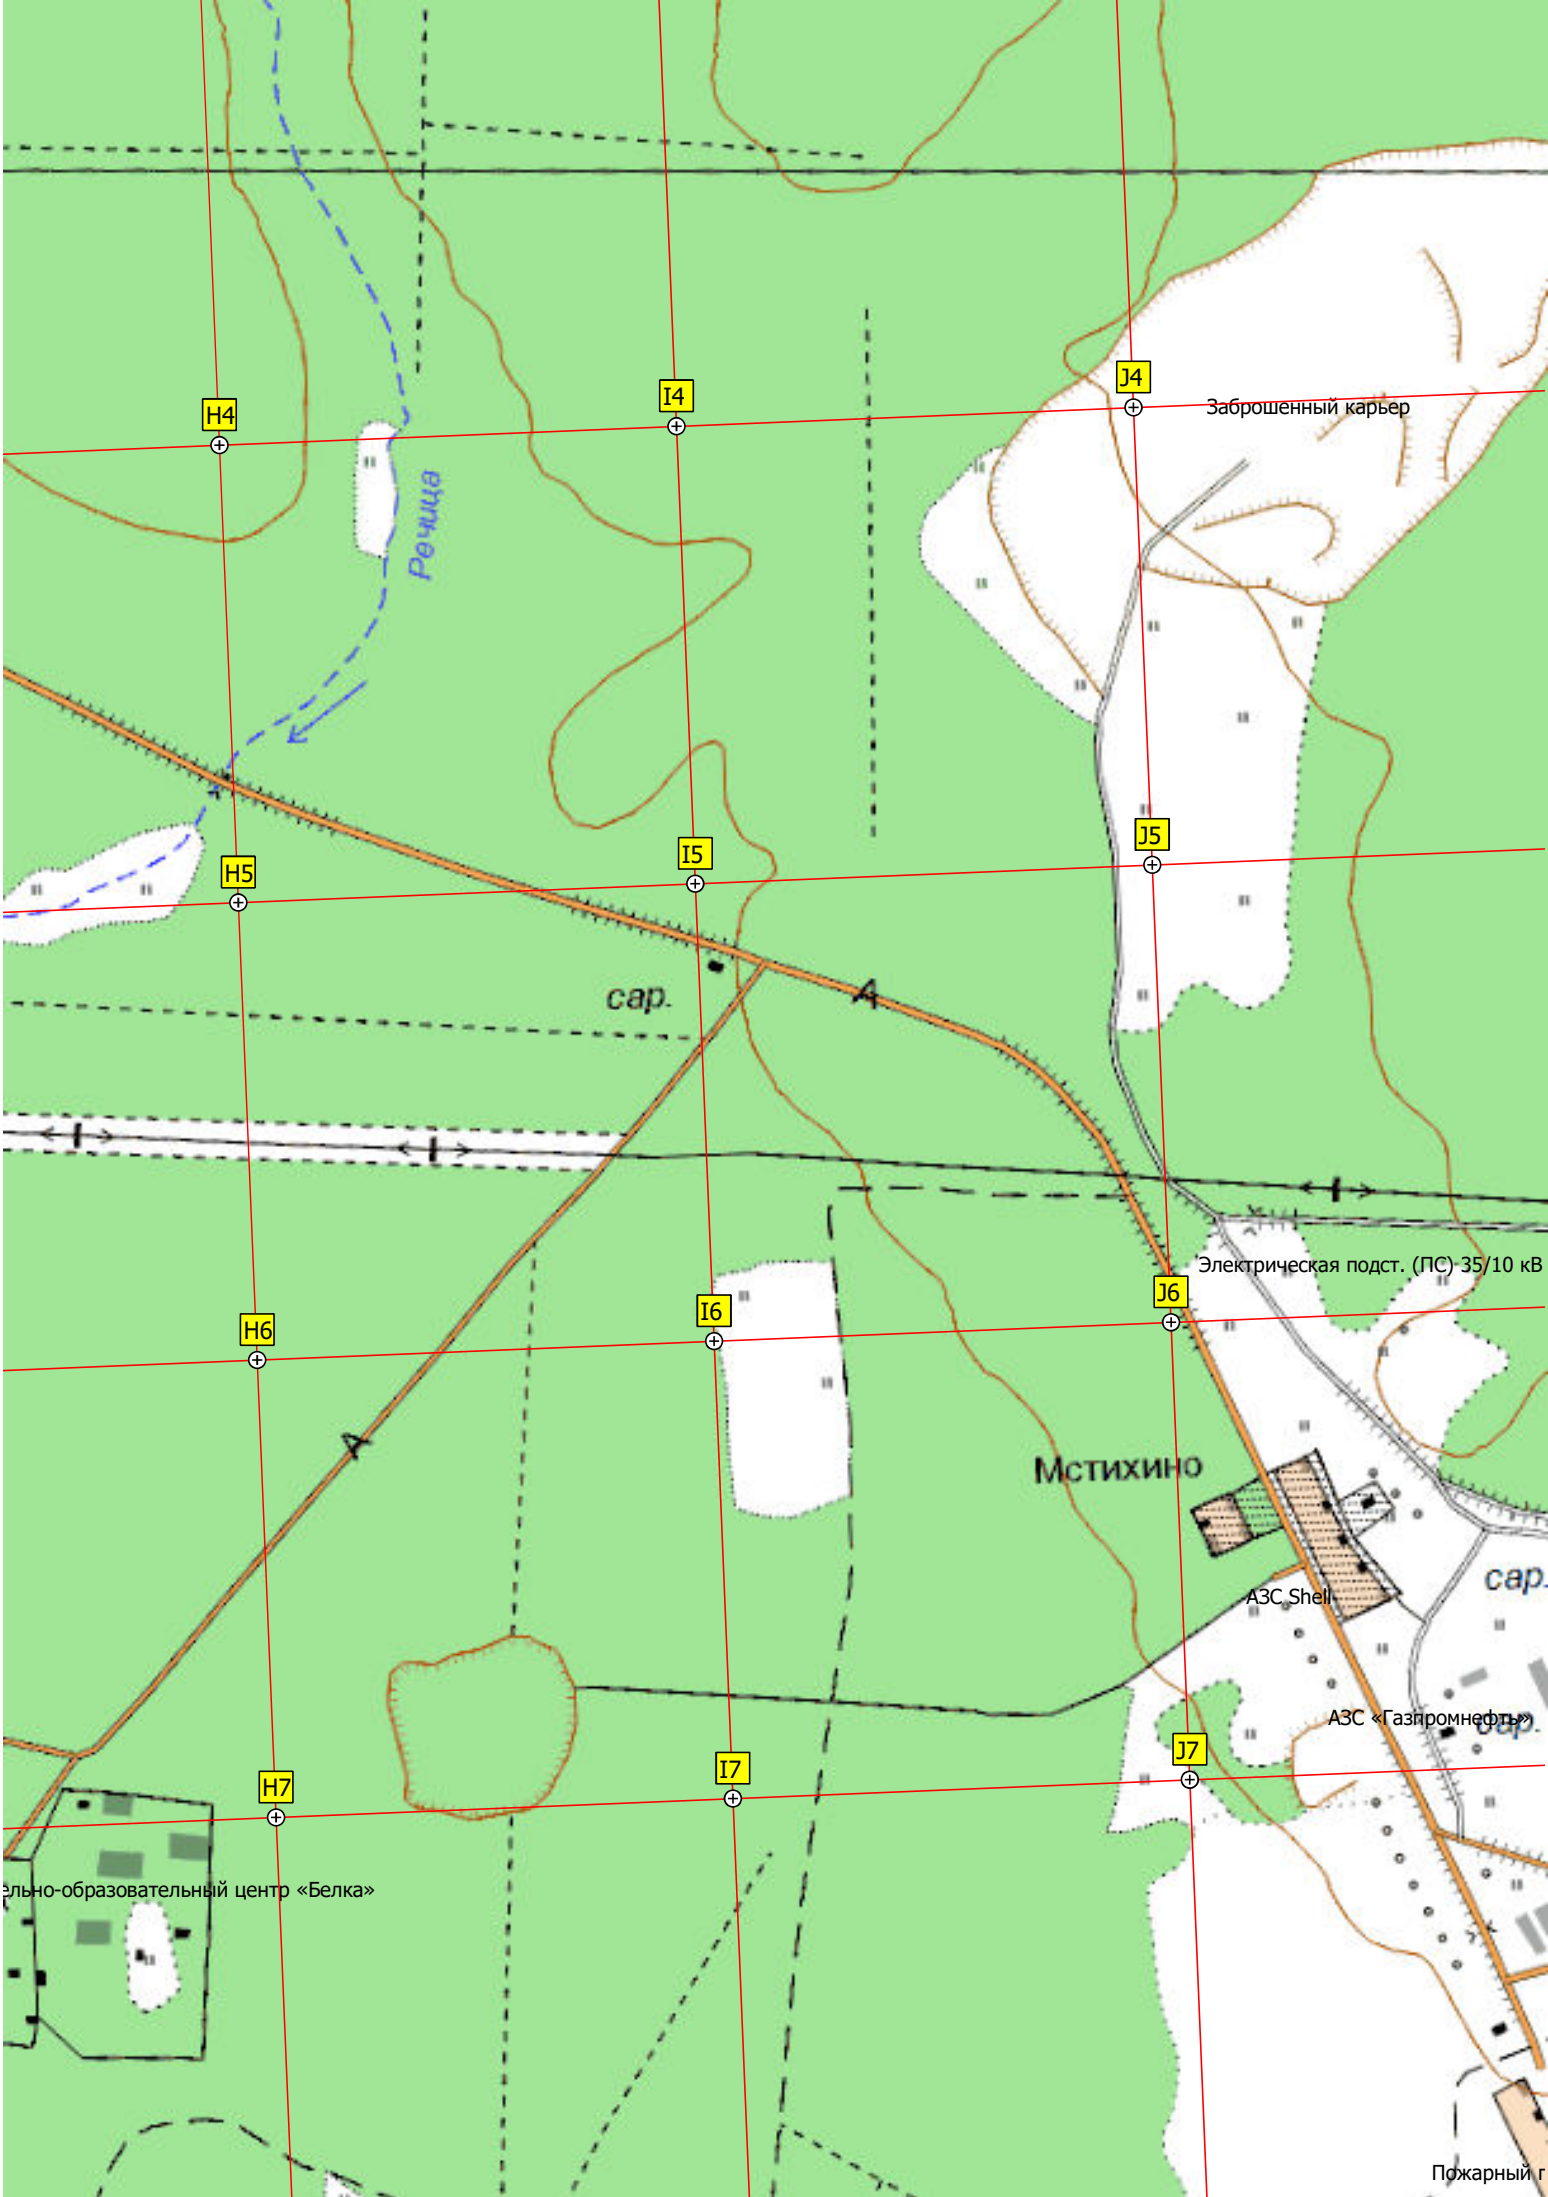 J4
I4
H4
Заброшенный карьер
Речица
J5
I5
H5
сар.
А
Электрическая подст. (ПС) 35/10 кВ
J6
I6
H6
А
Мстихино
сар.
АЗС Shell
АЗС «Газпромнефть»
сар.
J7
I7
H7
ельно-образовательный центр «Белка»
Пожарный г